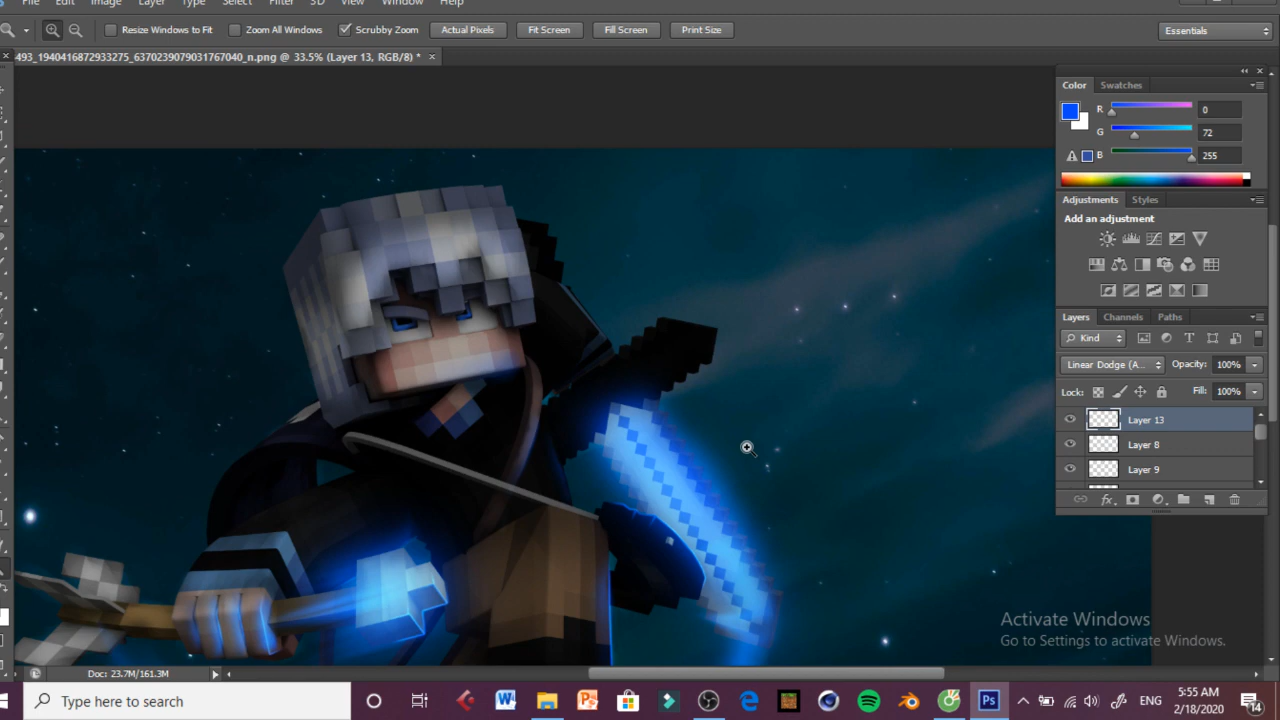 File Edit Image Layer Type Select Filter 3D View Window Help
Resize Windows to Fit Zoom All Windows Scrubby Zoom Actual Pixels Fit Screen Fill Screen Print Size Essentials
493_1940416872933275_6370239079031767040_n.png @ 33.5% (Layer 13, RGB/8) *
Color Swatches
R 0
G 72
B 255
Adjustments Styles
Add an adjustment
Layers Channels Paths
Kind
Linear Dodge (A... Opacity: 100%
Lock: Fill: 100%
Layer 13
Layer 8
Layer 9
Activate Windows
Go to Settings to activate Windows.
Doc: 23.7M/161.3M
Type here to search
ENG
5:55 AM
2/18/2020
14